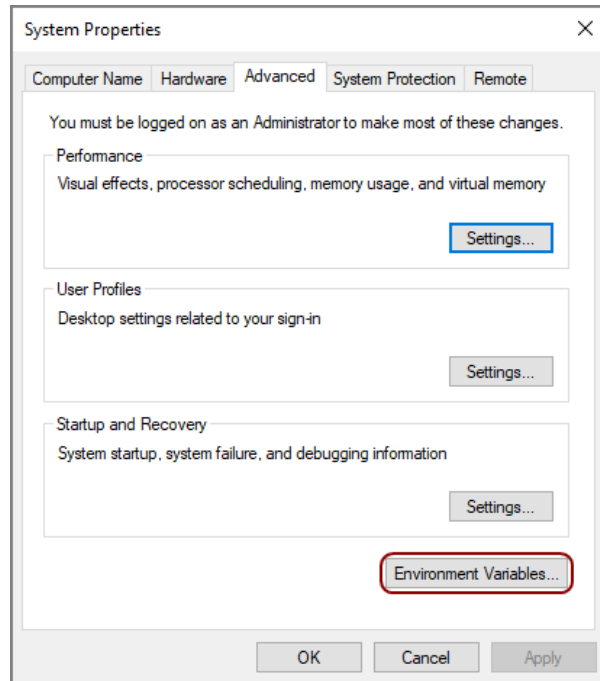 System Properties
Computer Name Hardware Advanced System Protection Remote
You must be logged on as an Administrator to make most of these changes.
Performance
Visual effects, processor scheduling, memory usage, and virtual memory
Settings...
User Profiles
Desktop settings related to your sign-in
Settings...
Startup and Recovery
System startup, system failure, and debugging information
Settings...
Environment Variables...
OK Cancel Apply